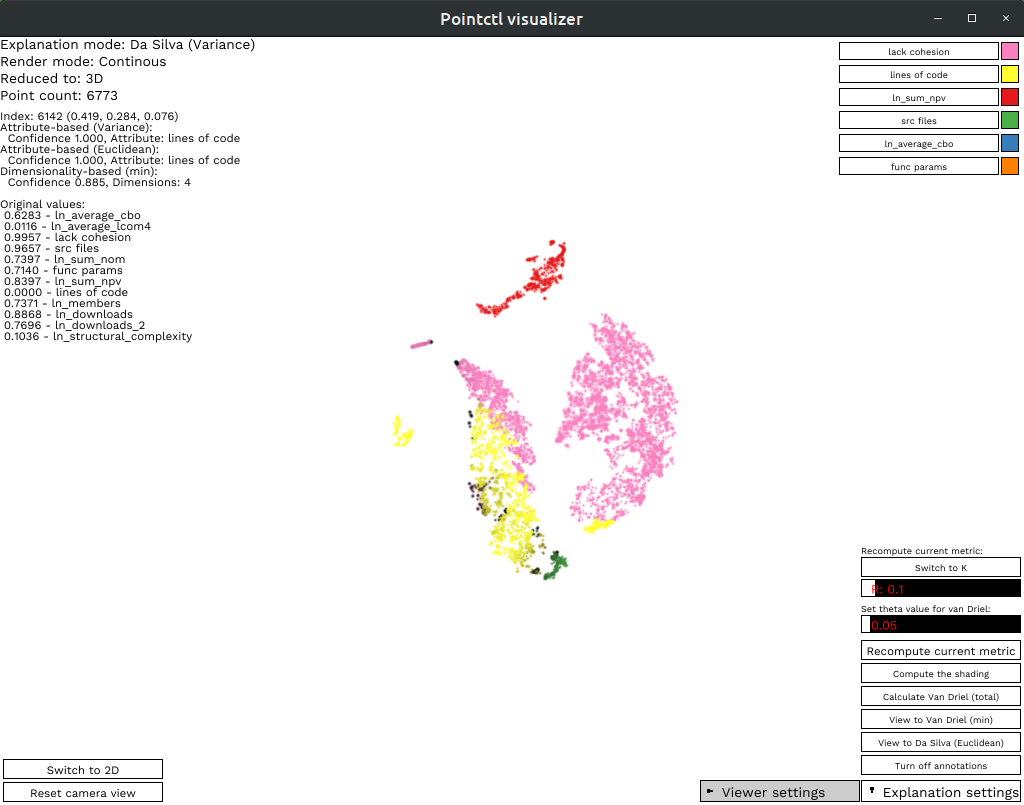 Pointctl visualizer
Explanation mode: Da Silva (Variance)
Render mode: Continous
Reduced to: 3D
Point count: 6773
Index: 6142 (0.419, 0.284, 0.076)
Attribute-based (Variance):
Confidence 1.000, Attribute: lines of code
Attribute-based (Euclidean):
Confidence 1.000, Attribute: lines of code
Dimensionality-based (min):
Confidence 0.885, Dimensions: 4
Original values:
0.6283 - ln_average_cbo
0.0116 - ln_average_lcom4
0.9957 - lack cohesion
0.9657 - src files
0.7397 - ln_sum_nom
0.7140 - func params
0.8397 - ln_sum_npv
0.0000 - lines of code
0.7371 - ln_members
0.8868 - ln_downloads
0.7696 - ln_downloads_2
0.1036 - ln_structural_complexity
lack cohesion
lines of code
ln_sum_npv
src files
ln_average_cbo
func params
Recompute current metric:
Switch to K
R: 0.1
Set theta value for van Driel:
0.05
Recompute current metric
Compute the shading
Calculate Van Driel (total)
View to Van Driel (min)
View to Da Silva (Euclidean)
Turn off annotations
Switch to 2D
Reset camera view
Viewer settings
Explanation settings